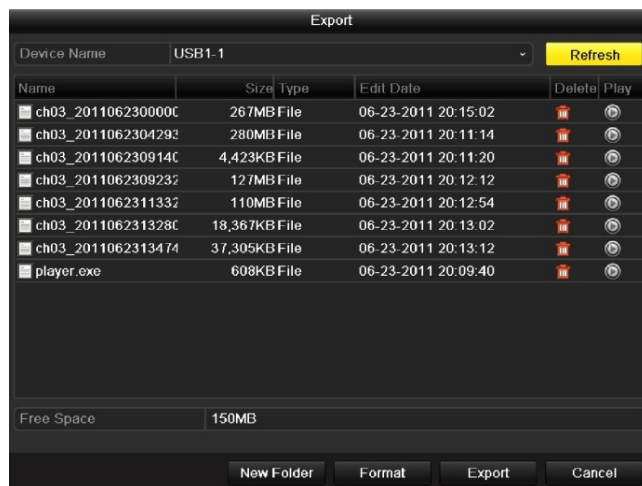 Export
Device Name USB1-1 Refresh
Name Size Type Edit Date Delete Play
ch03_2011062300000 267MB File 06-23-2011 20:15:02
ch03_2011062304293 280MB File 06-23-2011 20:11:14
ch03_2011062309140 4,423KB File 06-23-2011 20:11:20
ch03_2011062309232 127MB File 06-23-2011 20:12:12
ch03_2011062311332 110MB File 06-23-2011 20:12:54
ch03_2011062313280 18,367KB File 06-23-2011 20:13:02
ch03_2011062313474 37,305KB File 06-23-2011 20:13:12
player.exe 608KB File 06-23-2011 20:09:40
Free Space 150MB
New Folder Format Export Cancel